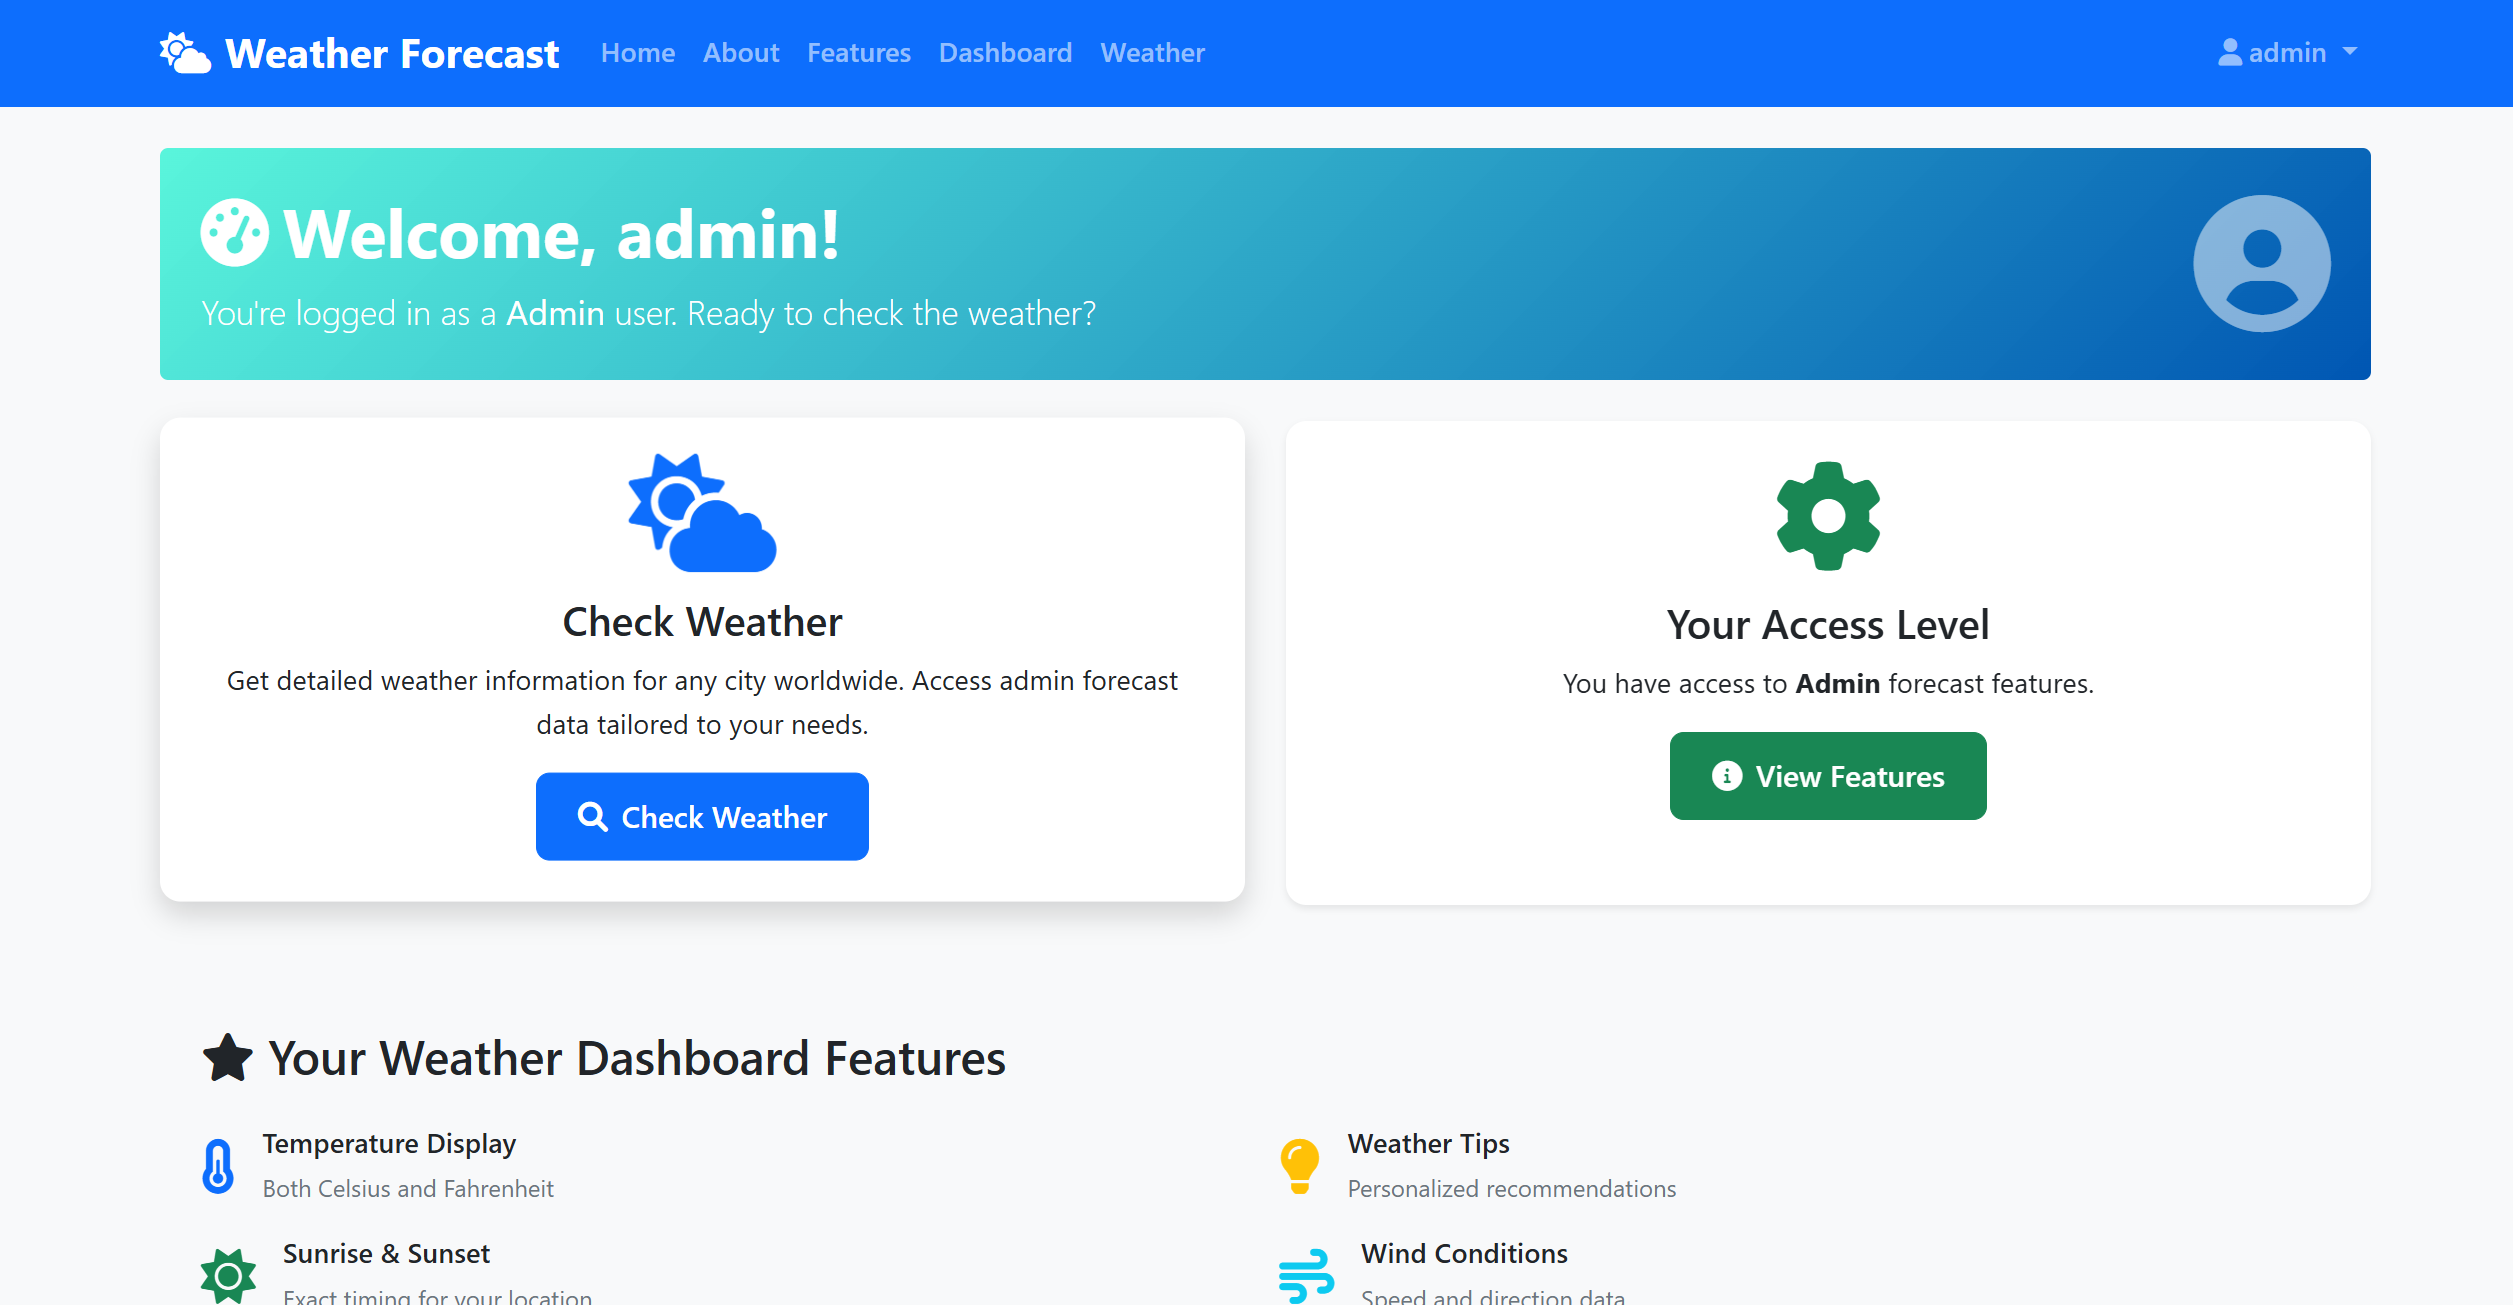 Weather Forecast Home About Features Dashboard Weather admin
Welcome, admin!
You're logged in as a Admin user. Ready to check the weather?
Check Weather
Get detailed weather information for any city worldwide. Access admin forecast
data tailored to your needs.
Check Weather
Your Access Level
You have access to Admin forecast features.
View Features
Your Weather Dashboard Features
Temperature Display
Both Celsius and Fahrenheit
Weather Tips
Personalized recommendations
Sunrise & Sunset
Exact timing for your location
Wind Conditions
Speed and direction data